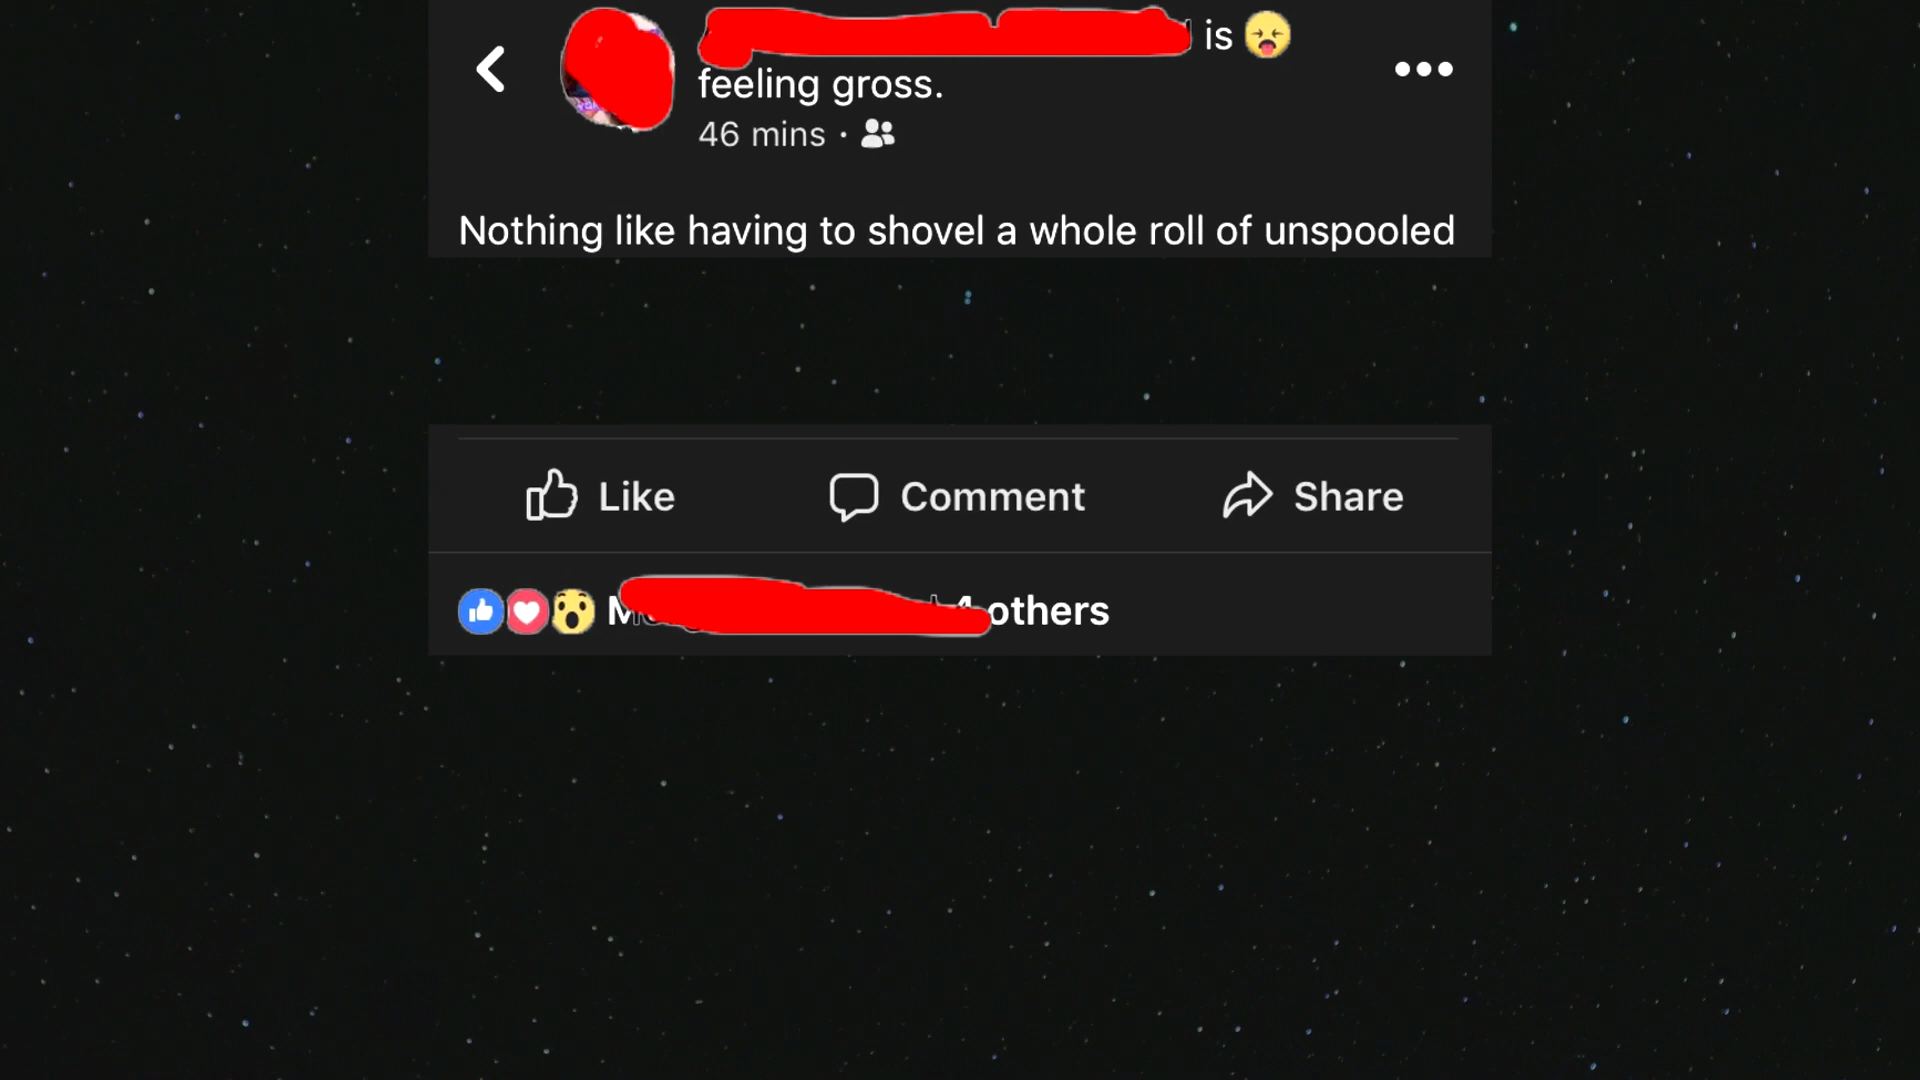 is
feeling gross.
46 mins ·
Nothing like having to shovel a whole roll of unspooled
Like Comment Share
others